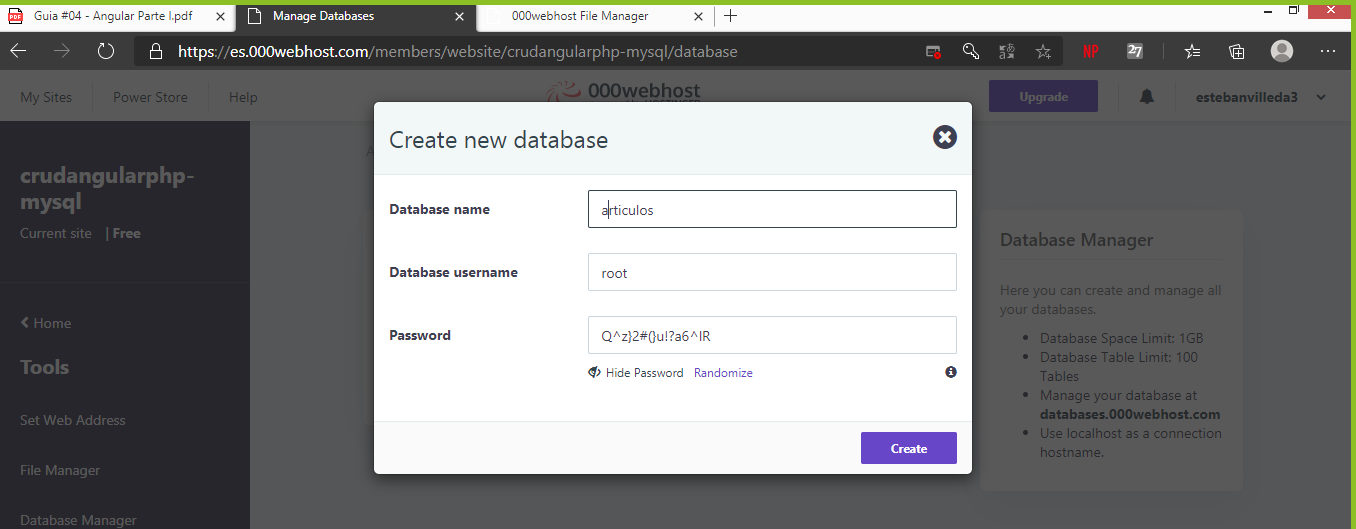 Guia #04 - Angular Parte I.pdf
Manage Databases
000webhost File Manager
https://es.000webhost.com/members/website/crudangularphp-mysql/database
NP
27
My Sites
Power Store
Help
000webhost
Upgrade
estebanvilleda3
crudangularphp-
mysql
Current site | Free
Home
Tools
Set Web Address
File Manager
Database Manager
Create new database
Database name
articulos
Database username
root
Password
Q^z}2#(}u!?a6^IR
Hide Password
Randomize
Create
Database Manager
Here you can create and manage all
your databases.
Database Space Limit: 1GB
Database Table Limit: 100
Tables
Manage your database at
databases.000webhost.com
Use localhost as a connection
hostname.